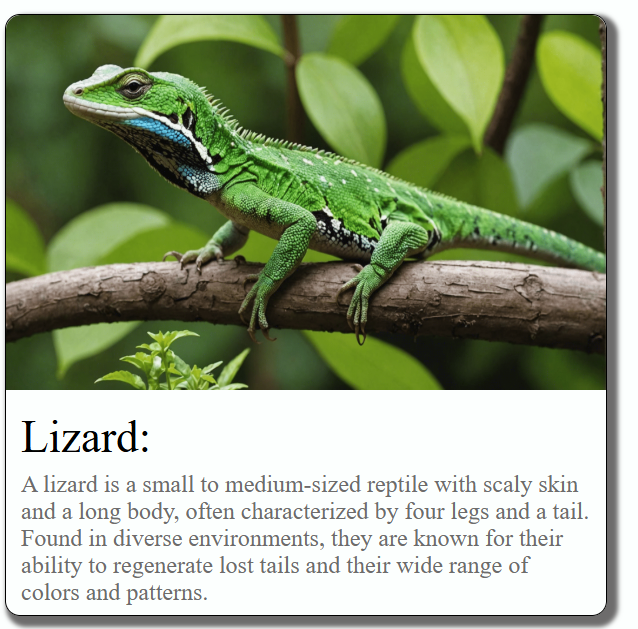 Lizard:
A lizard is a small to medium-sized reptile with scaly skin
and a long body, often characterized by four legs and a tail.
Found in diverse environments, they are known for their
ability to regenerate lost tails and their wide range of
colors and patterns.